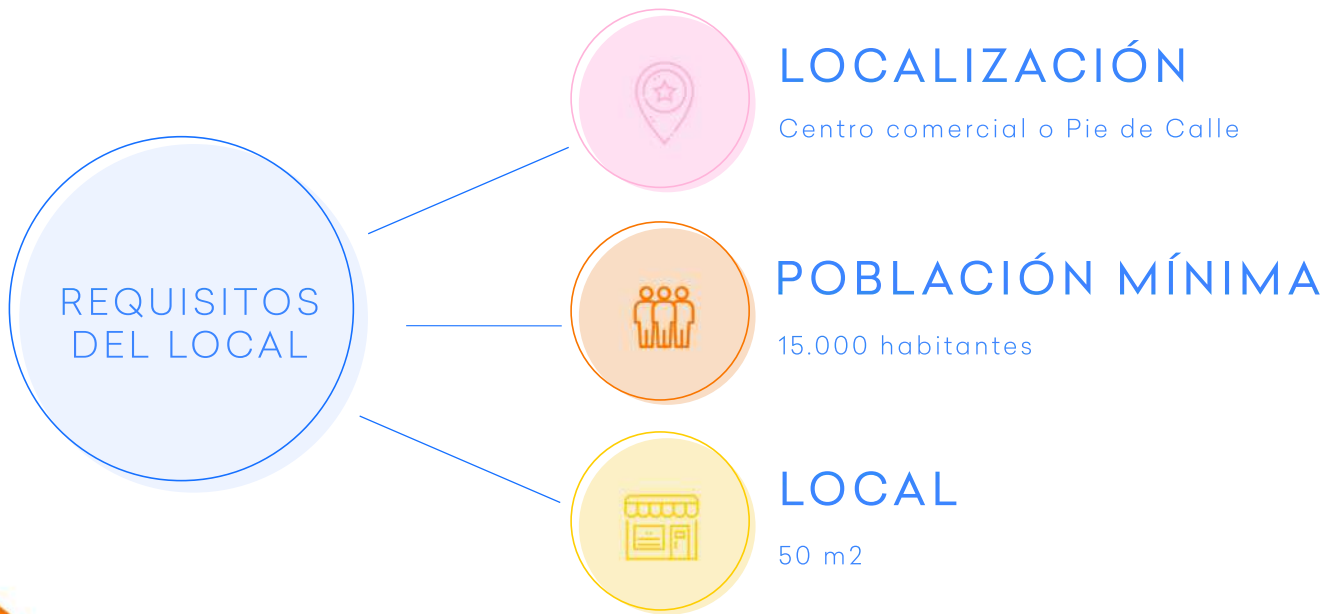 REQUISITOS
DEL LOCAL
LOCALIZACIÓN
Centro comercial o Pie de Calle
POBLACIÓN MÍNIMA
15.000 habitantes
LOCAL
50 m2